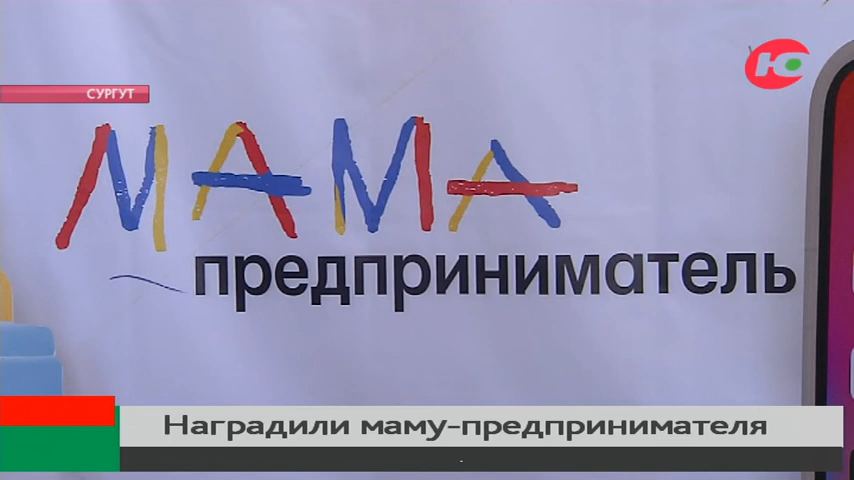 Ю
СУРГУТ
МАМА
предприниматель
Наградили маму-предпринимателя